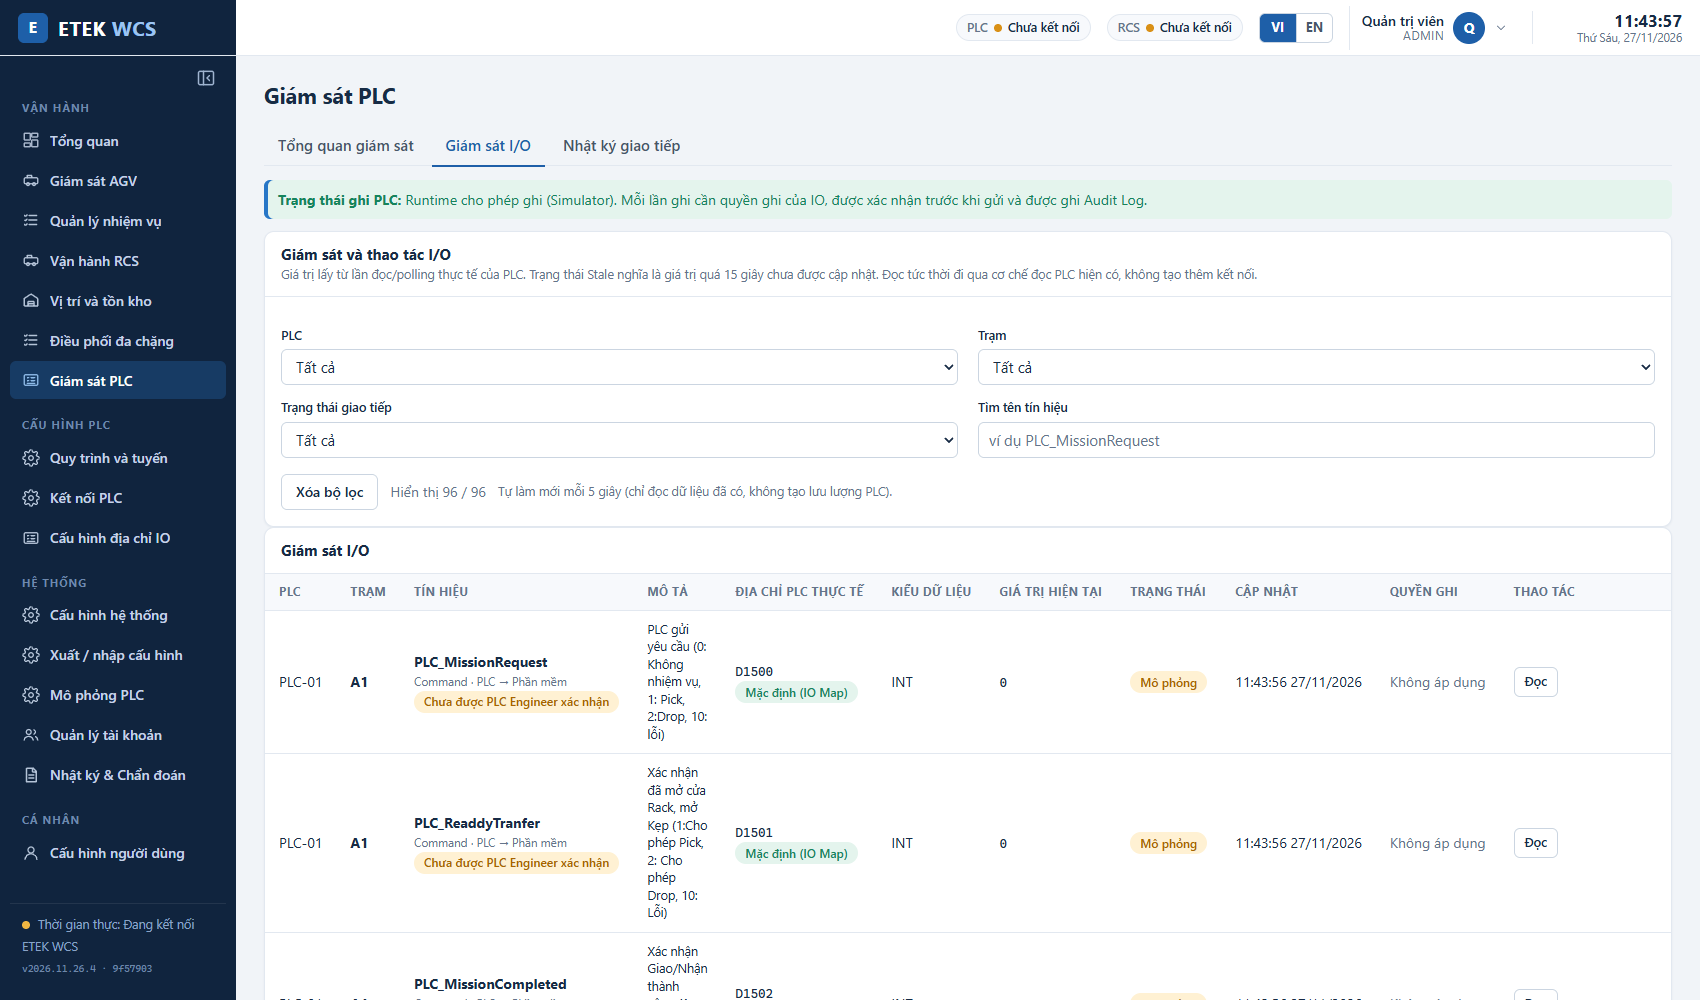 E ETEK WCS
PLC Chưa kết nối
RCS Chưa kết nối
VI EN
Quản trị viên
ADMIN
Q
11:43:57
Thứ Sáu, 27/11/2026
VẬN HÀNH
Tổng quan
Giám sát AGV
Quản lý nhiệm vụ
Vận hành RCS
Vị trí và tồn kho
Điều phối đa chặng
Giám sát PLC
CẤU HÌNH PLC
Quy trình và tuyến
Kết nối PLC
Cấu hình địa chỉ IO
HỆ THỐNG
Cấu hình hệ thống
Xuất / nhập cấu hình
Mô phỏng PLC
Quản lý tài khoản
Nhật ký & Chẩn đoán
CÁ NHÂN
Cấu hình người dùng
Thời gian thực: Đang kết nối
ETEK WCS
v2026.11.26.4 · 9f57903
Giám sát PLC
Tổng quan giám sát Giám sát I/O Nhật ký giao tiếp
Trạng thái ghi PLC: Runtime cho phép ghi (Simulator). Mỗi lần ghi cần quyền ghi của IO, được xác nhận trước khi gửi và được ghi Audit Log.
Giám sát và thao tác I/O
Giá trị lấy từ lần đọc/polling thực tế của PLC. Trạng thái Stale nghĩa là giá trị quá 15 giây chưa được cập nhật. Đọc tức thời đi qua cơ chế đọc PLC hiện có, không tạo thêm kết nối.
PLC
Tất cả
Trạm
Tất cả
Trạng thái giao tiếp
Tất cả
Tìm tên tín hiệu
ví dụ PLC_MissionRequest
Xóa bộ lọc Hiển thị 96 / 96 Tự làm mới mỗi 5 giây (chỉ đọc dữ liệu đã có, không tạo lưu lượng PLC).
Giám sát I/O
PLC TRẠM TÍN HIỆU MÔ TẢ ĐỊA CHỈ PLC THỰC TẾ KIỂU DỮ LIỆU GIÁ TRỊ HIỆN TẠI TRẠNG THÁI CẬP NHẬT QUYỀN GHI THAO TÁC
PLC-01 A1
PLC_MissionRequest
Command · PLC → Phần mềm
Chưa được PLC Engineer xác nhận
PLC gửi
yêu cầu (0:
Không
nhiệm vụ,
1: Pick,
2:Drop, 10:
lỗi)
D1500
Mặc định (IO Map)
INT 0 Mô phỏng 11:43:56 27/11/2026 Không áp dụng Đọc
PLC-01 A1
PLC_ReaddyTranfer
Command · PLC → Phần mềm
Chưa được PLC Engineer xác nhận
Xác nhận
đã mở cửa
Rack, mở
Kẹp (1:Cho
phép Pick,
2: Cho
phép
Drop, 10:
Lỗi)
D1501
Mặc định (IO Map)
INT 0 Mô phỏng 11:43:56 27/11/2026 Không áp dụng Đọc
PLC_MissionCompleted
Xác nhận
Giao/Nhận
thành
D1502